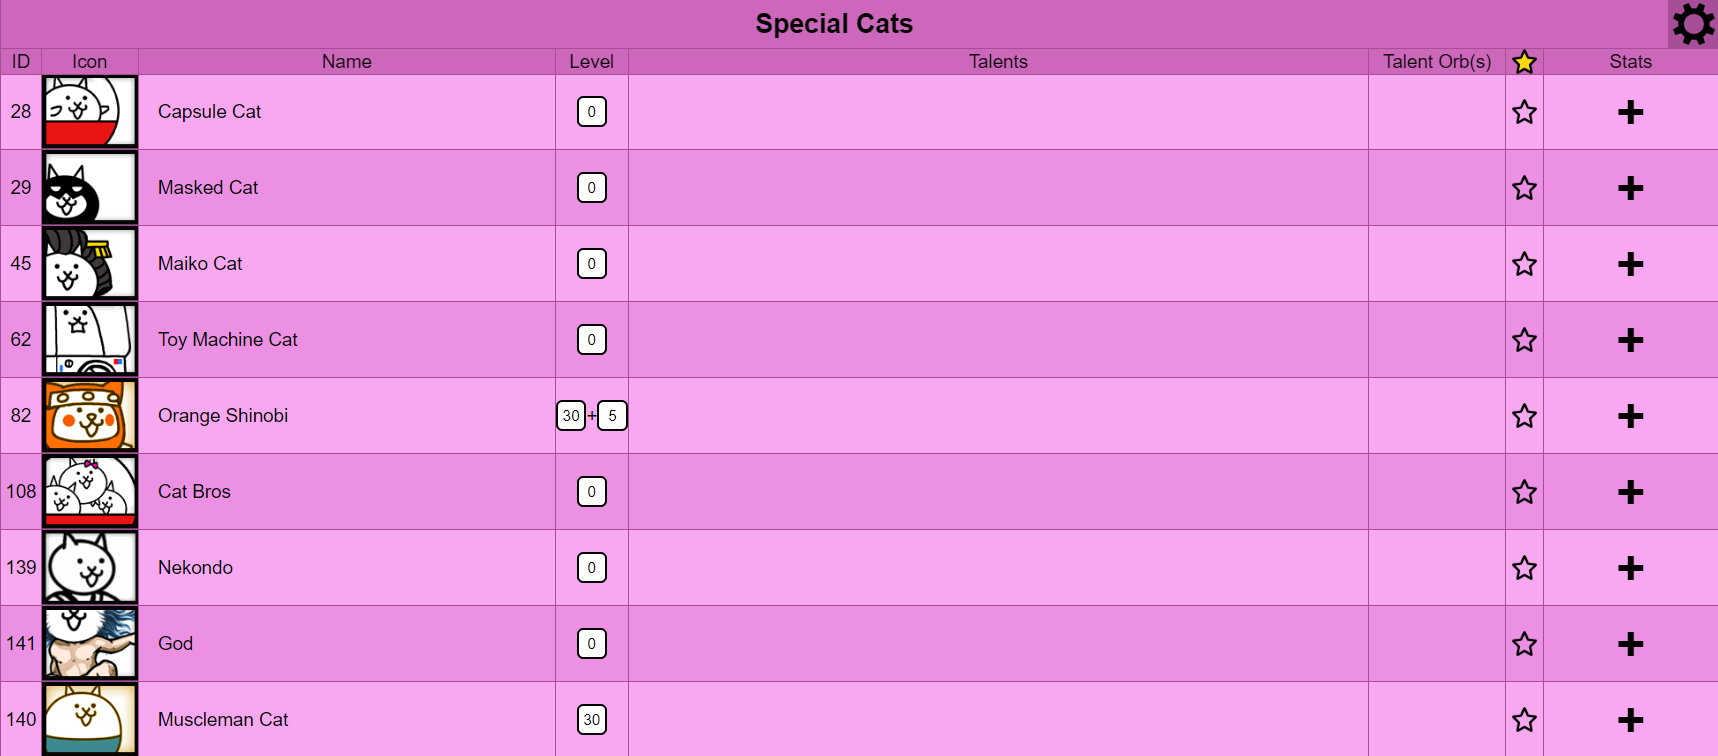 Special Cats
ID Icon Name Level Talents Talent Orb(s) Stats
28 Capsule Cat 0
29 Masked Cat 0
45 Maiko Cat 0
62 Toy Machine Cat 0
82 Orange Shinobi 30+5
108 Cat Bros 0
139 Nekondo 0
141 God 0
140 Muscleman Cat 30